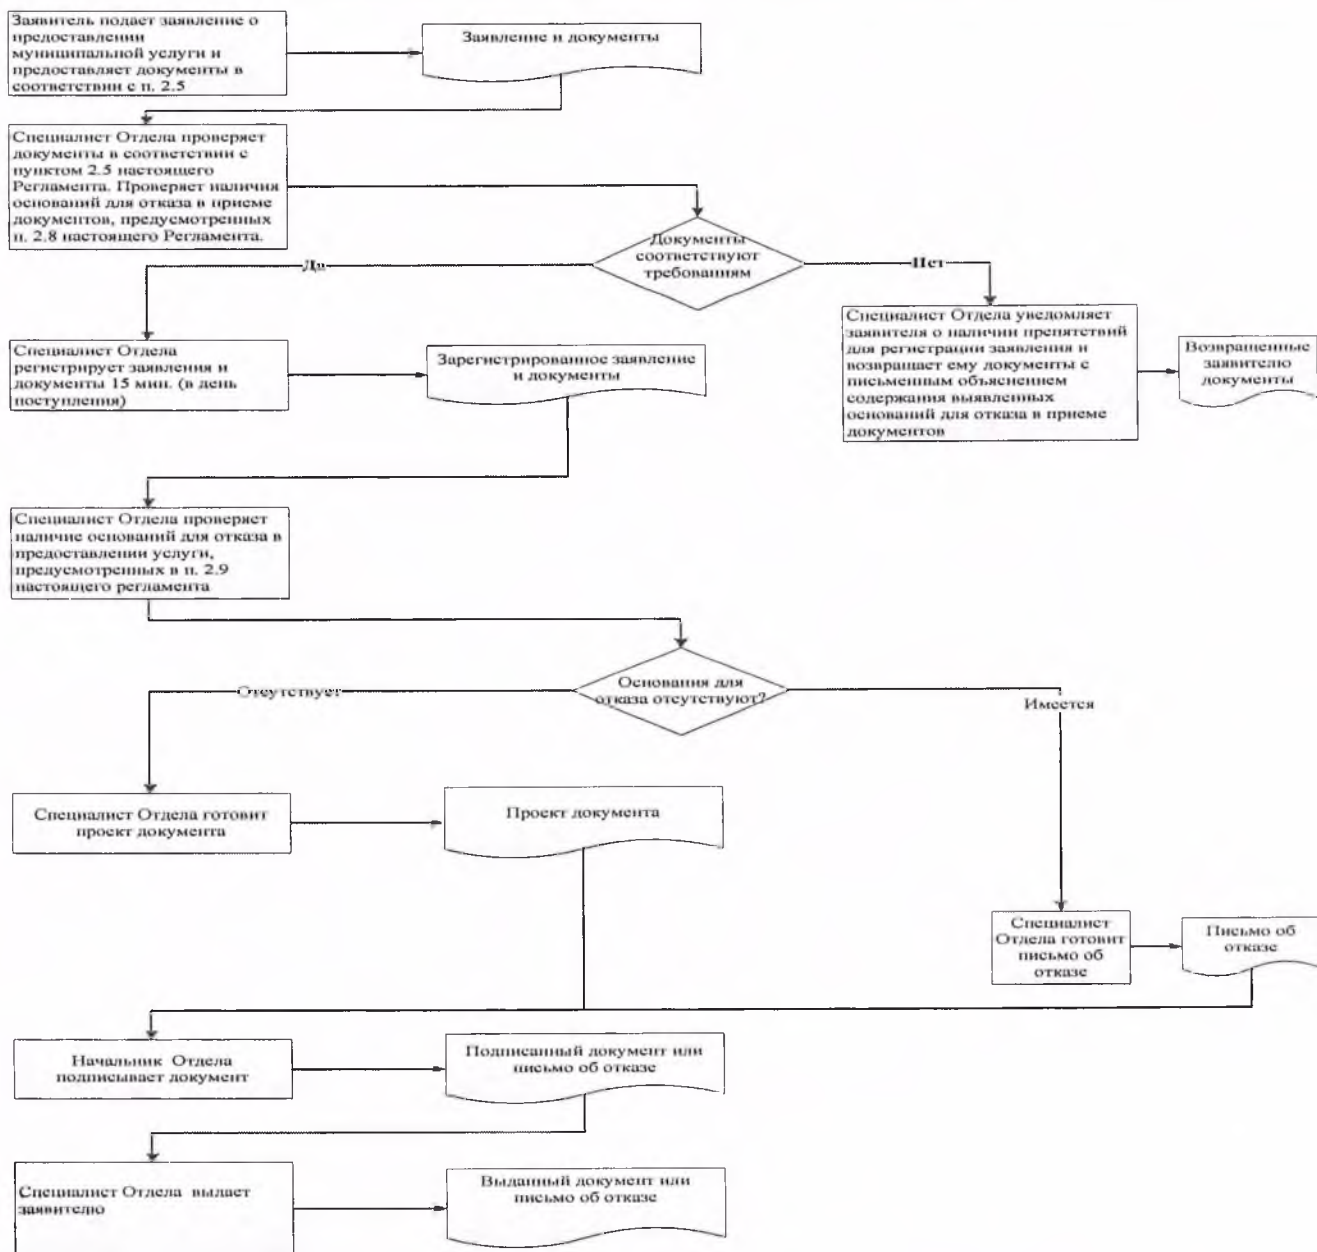 Заявитель подает заявление о
предоставлении
муниципальной услуги и
предоставляет документы в
соответствии с п. 2.5
Заявление и документы
Специалист Отдела проверяет
документы в соответствии с
пунктом 2.5 настоящего
Регламента. Проверяет наличия
оснований для отказа в приеме
документов, предусмотренных
п. 2.8 настоящего Регламента.
Документы
соответствуют
требованиям
Да
Нет
Специалист Отдела
регистрирует заявления и
документы 15 мин. (в день
поступления)
Зарегистрированное заявление
и документы
Специалист Отдела уведомляет
заявителя о наличии препятствий
для регистрации заявления и
возвращает ему документы с
письменным объяснением
содержания выявленных
оснований для отказа в приеме
документов
Возвращенные
заявителю
документы
Специалист Отдела проверяет
наличие оснований для отказа в
предоставлении услуги,
предусмотренных в п. 2.9
настоящего регламента
Основания для
отказа отсутствуют?
Отсутствует
Имеется
Специалист Отдела готовит
проект документа
Проект документа
Специалист
Отдела готовит
письмо об
отказе
Письмо об
отказе
Начальник Отдела
подписывает документ
Подписанный документ или
письмо об отказе
Специалист Отдела выдает
заявителю
Выданный документ или
письмо об отказе